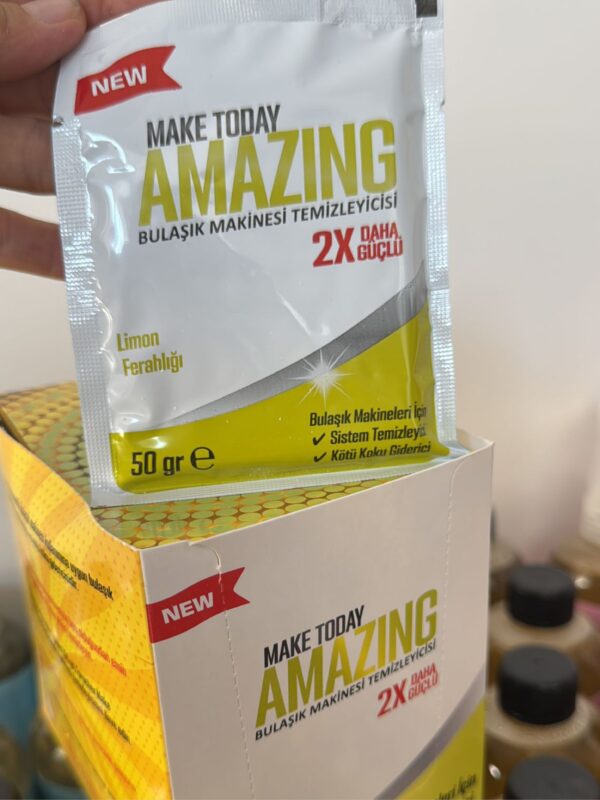 NEW
MAKE TODAY
AMAZING
BULAŞIK MAKİNESİ TEMİZLEYİCİSİ
2X DAHA
GÜÇLÜ
Limon
Ferahlığı
Bulaşık Makineleri İçin
✓ Sistem Temizleyici
✓ Kötü Koku Giderici
50 gr e
NEW
MAKE TODAY
AMAZING
BULAŞIK MAKİNESİ TEMİZLEYİCİSİ
2X DAHA
GÜÇLÜ
İçin